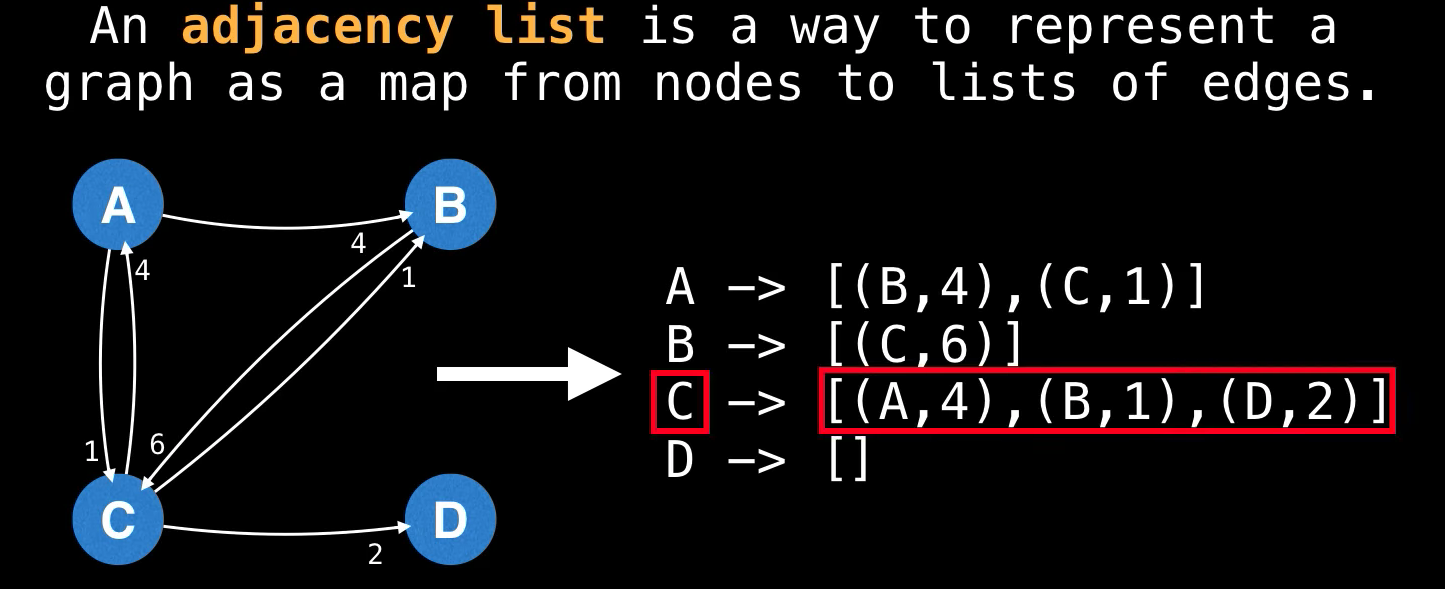 An adjacency list is a way to represent a
graph as a map from nodes to lists of edges.
A
B
4
1
4
1
6
C
D
2
A -> [(B,4),(C,1)]
B -> [(C,6)]
C -> [(A,4),(B,1),(D,2)]
D -> []